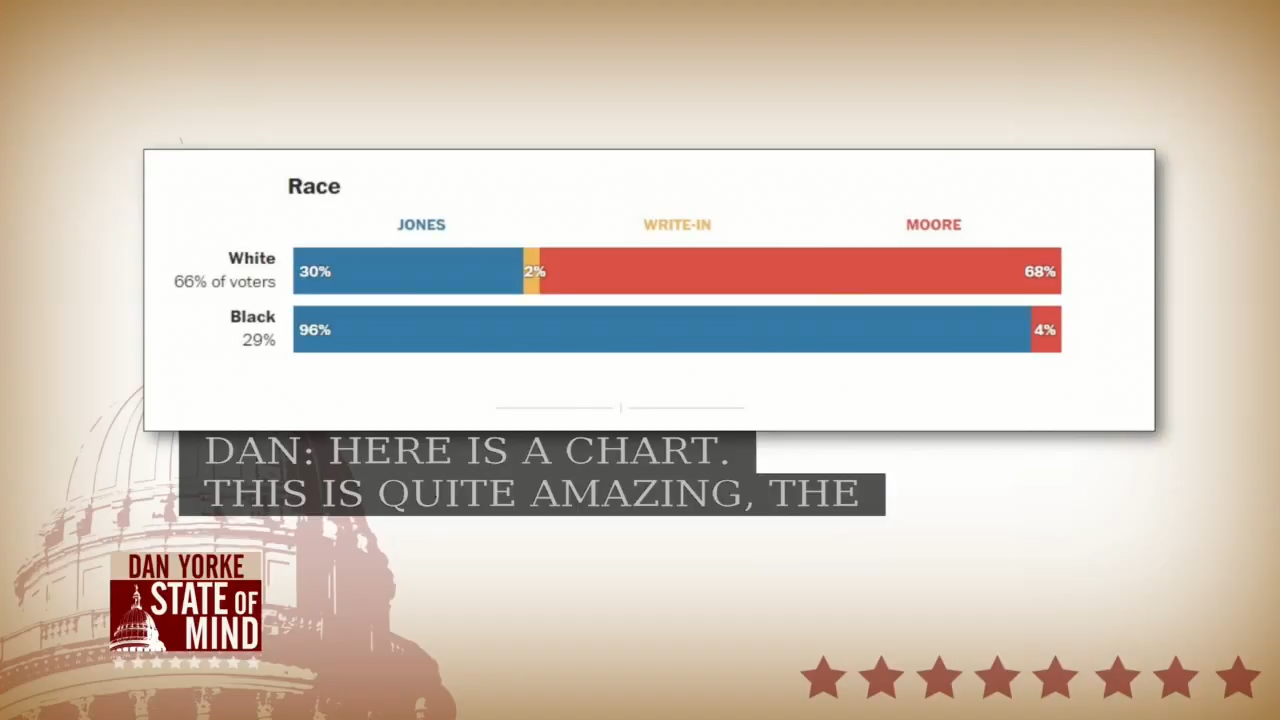 Race
JONES WRITE-IN MOORE
White
66% of voters
30% 2% 68%
Black
29%
96% 4%
DAN: HERE IS A CHART.
THIS IS QUITE AMAZING, THE
DAN YORKE
STATE OF
MIND